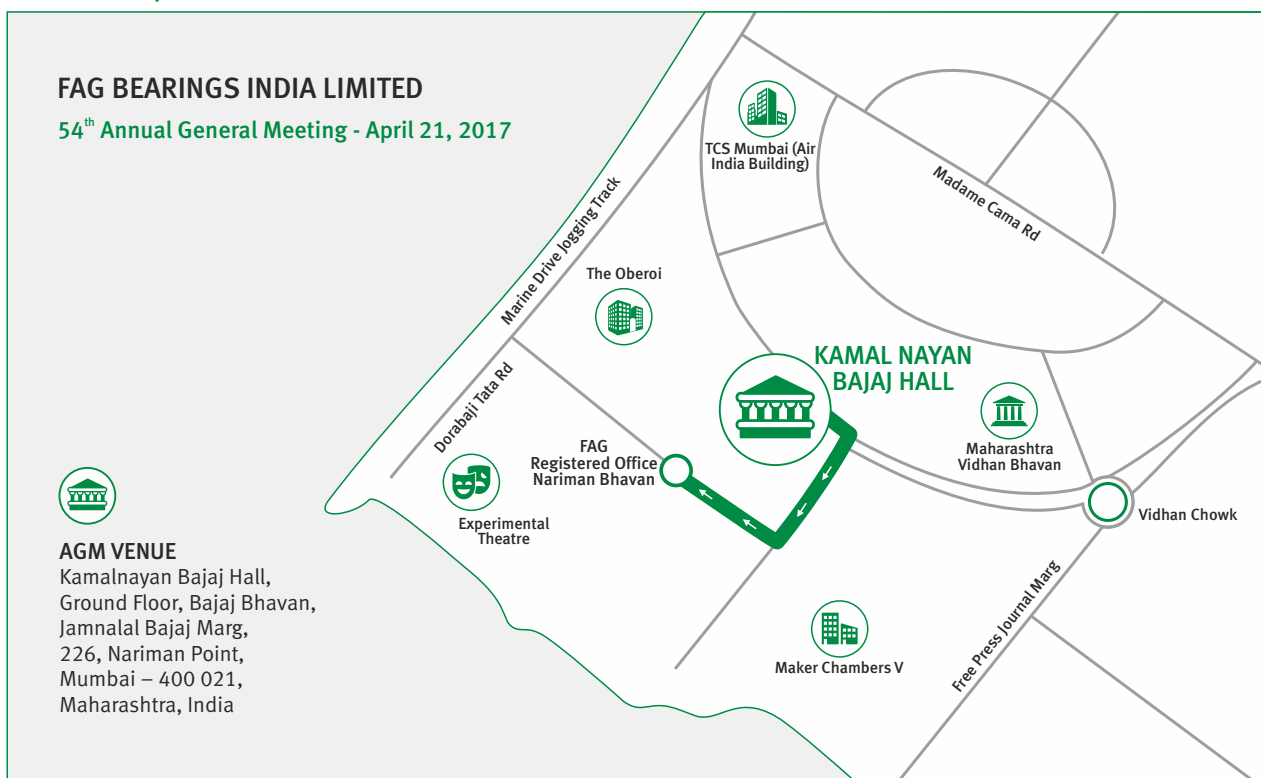 FAG BEARINGS INDIA LIMITED
54th Annual General Meeting - April 21, 2017
TCS Mumbai (Air
India Building)
Madame Cama Rd
Marine Drive Jogging Track
The Oberoi
KAMAL NAYAN
BAJAJ HALL
Dorabaji Tata Rd
FAG
Registered Office
Nariman Bhavan
Maharashtra
Vidhan Bhavan
Experimental
Theatre
Vidhan Chowk
AGM VENUE
Kamalnayan Bajaj Hall,
Ground Floor, Bajaj Bhavan,
Jamnalal Bajaj Marg,
226, Nariman Point,
Mumbai – 400 021,
Maharashtra, India
Maker Chambers V
Free Press Journal Marg